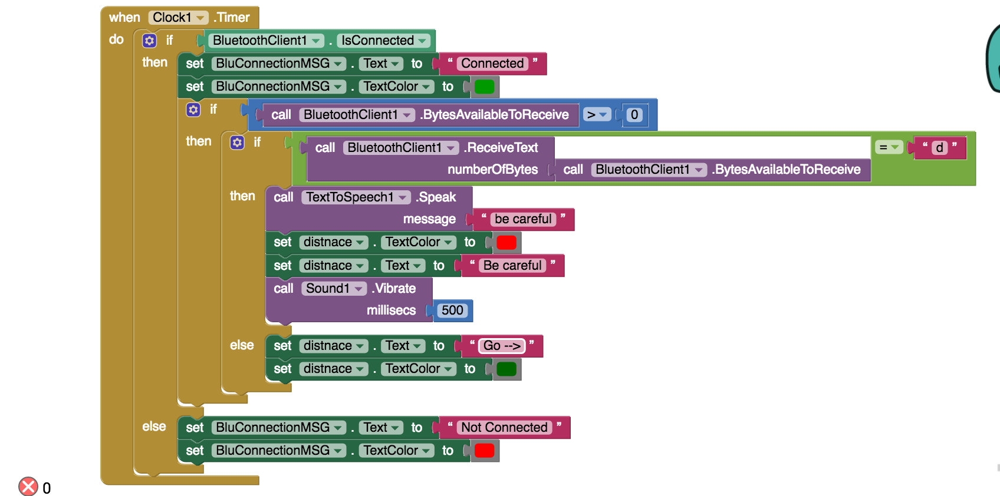 when Clock1 .Timer
do if BluetoothClient1 . IsConnected
then set BluConnectionMSG . Text to “ Connected ”
set BluConnectionMSG . TextColor to
if call BluetoothClient1 .BytesAvailableToReceive > 0
then if call BluetoothClient1 .ReceiveText = “ d ”
numberOfBytes call BluetoothClient1 .BytesAvailableToReceive
then call TextToSpeech1 .Speak
message “ be careful ”
set distnace . TextColor to
set distnace . Text to “ Be careful ”
call Sound1 .Vibrate
millisecs 500
else set distnace . Text to “ Go --> ”
set distnace . TextColor to
else set BluConnectionMSG . Text to “ Not Connected ”
set BluConnectionMSG . TextColor to
0